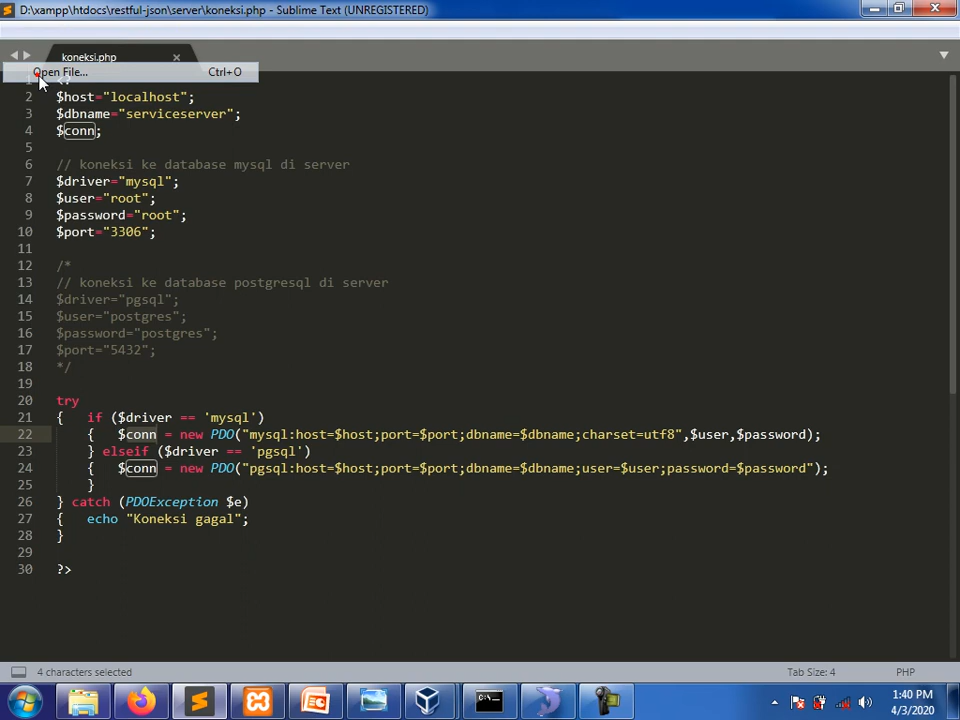 D:\xampp\htdocs\restful-json\server\koneksi.php - Sublime Text (UNREGISTERED)
koneksi.php
Open File... Ctrl+O
1 <?
2 $host="localhost";
3 $dbname="serviceserver";
4 $conn;
5
6 // koneksi ke database mysql di server
7 $driver="mysql";
8 $user="root";
9 $password="root";
10 $port="3306";
11
12 /*
13 // koneksi ke database postgresql di server
14 $driver="pgsql";
15 $user="postgres";
16 $password="postgres";
17 $port="5432";
18 */
19
20 try
21 { if ($driver == 'mysql')
22 { $conn = new PDO("mysql:host=$host;port=$port;dbname=$dbname;charset=utf8",$user,$password);
23 } elseif ($driver == 'pgsql')
24 { $conn = new PDO("pgsql:host=$host;port=$port;dbname=$dbname;user=$user;password=$password");
25 }
26 } catch (PDOException $e)
27 { echo "Koneksi gagal";
28 }
29
30 ?>
4 characters selected Tab Size: 4 PHP
1:40 PM
4/3/2020